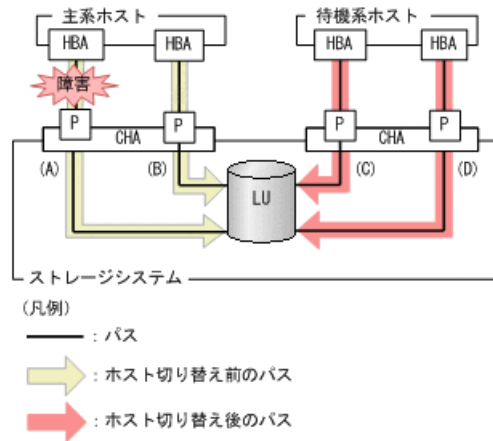 主系ホスト
待機系ホスト
HBA
HBA
HBA
HBA
障害
P
P
P
P
CHA
CHA
(A)
(B)
(C)
(D)
LU
ストレージシステム
(凡例)
：パス
：ホスト切り替え前のパス
：ホスト切り替え後のパス